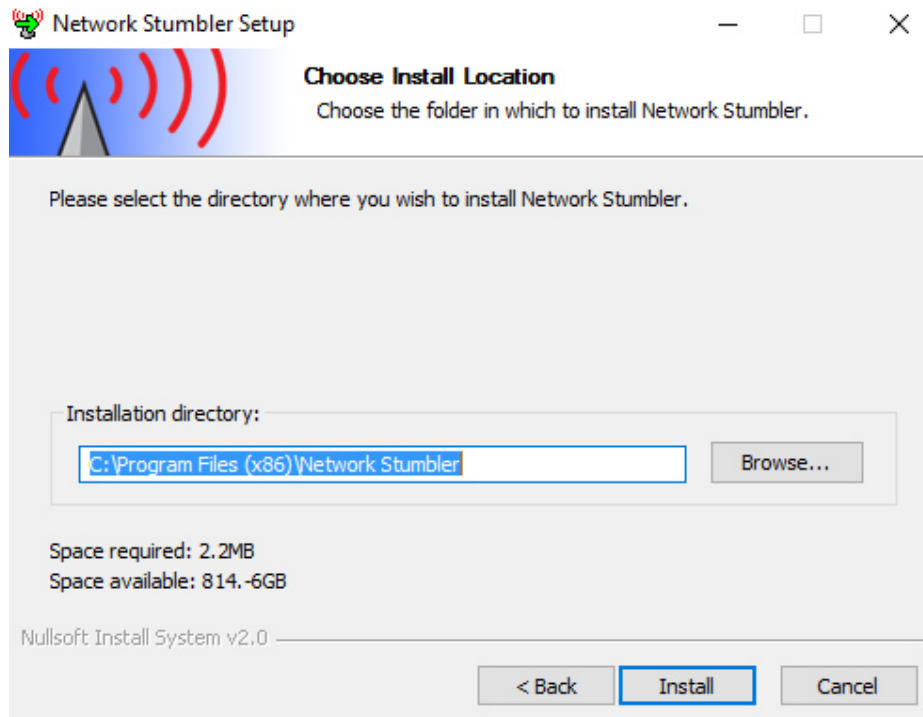 Network Stumbler Setup
Choose Install Location
Choose the folder in which to install Network Stumbler.
Please select the directory where you wish to install Network Stumbler.
Installation directory:
C:\Program Files (x86)\Network Stumbler
Browse...
Space required: 2.2MB
Space available: 814.-6GB
Nullsoft Install System v2.0
< Back
Install
Cancel